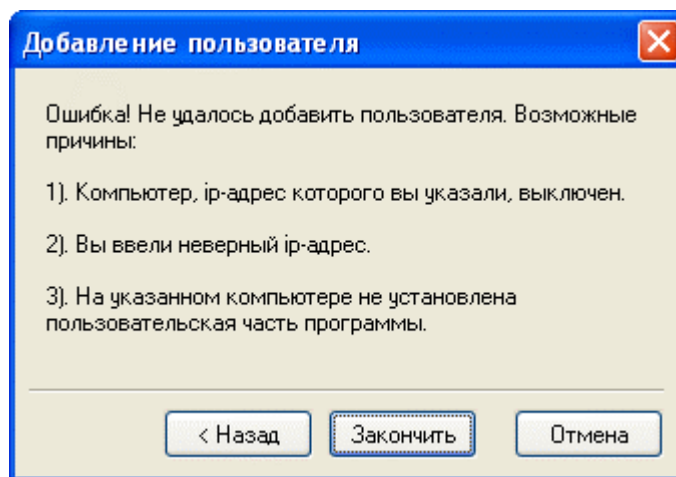 Добавление пользователя
Ошибка! Не удалось добавить пользователя. Возможные
причины:
1). Компьютер, ip-адрес которого вы указали, выключен.
2). Вы ввели неверный ip-адрес.
3). На указанном компьютере не установлена
пользовательская часть программы.
< Назад
Закончить
Отмена